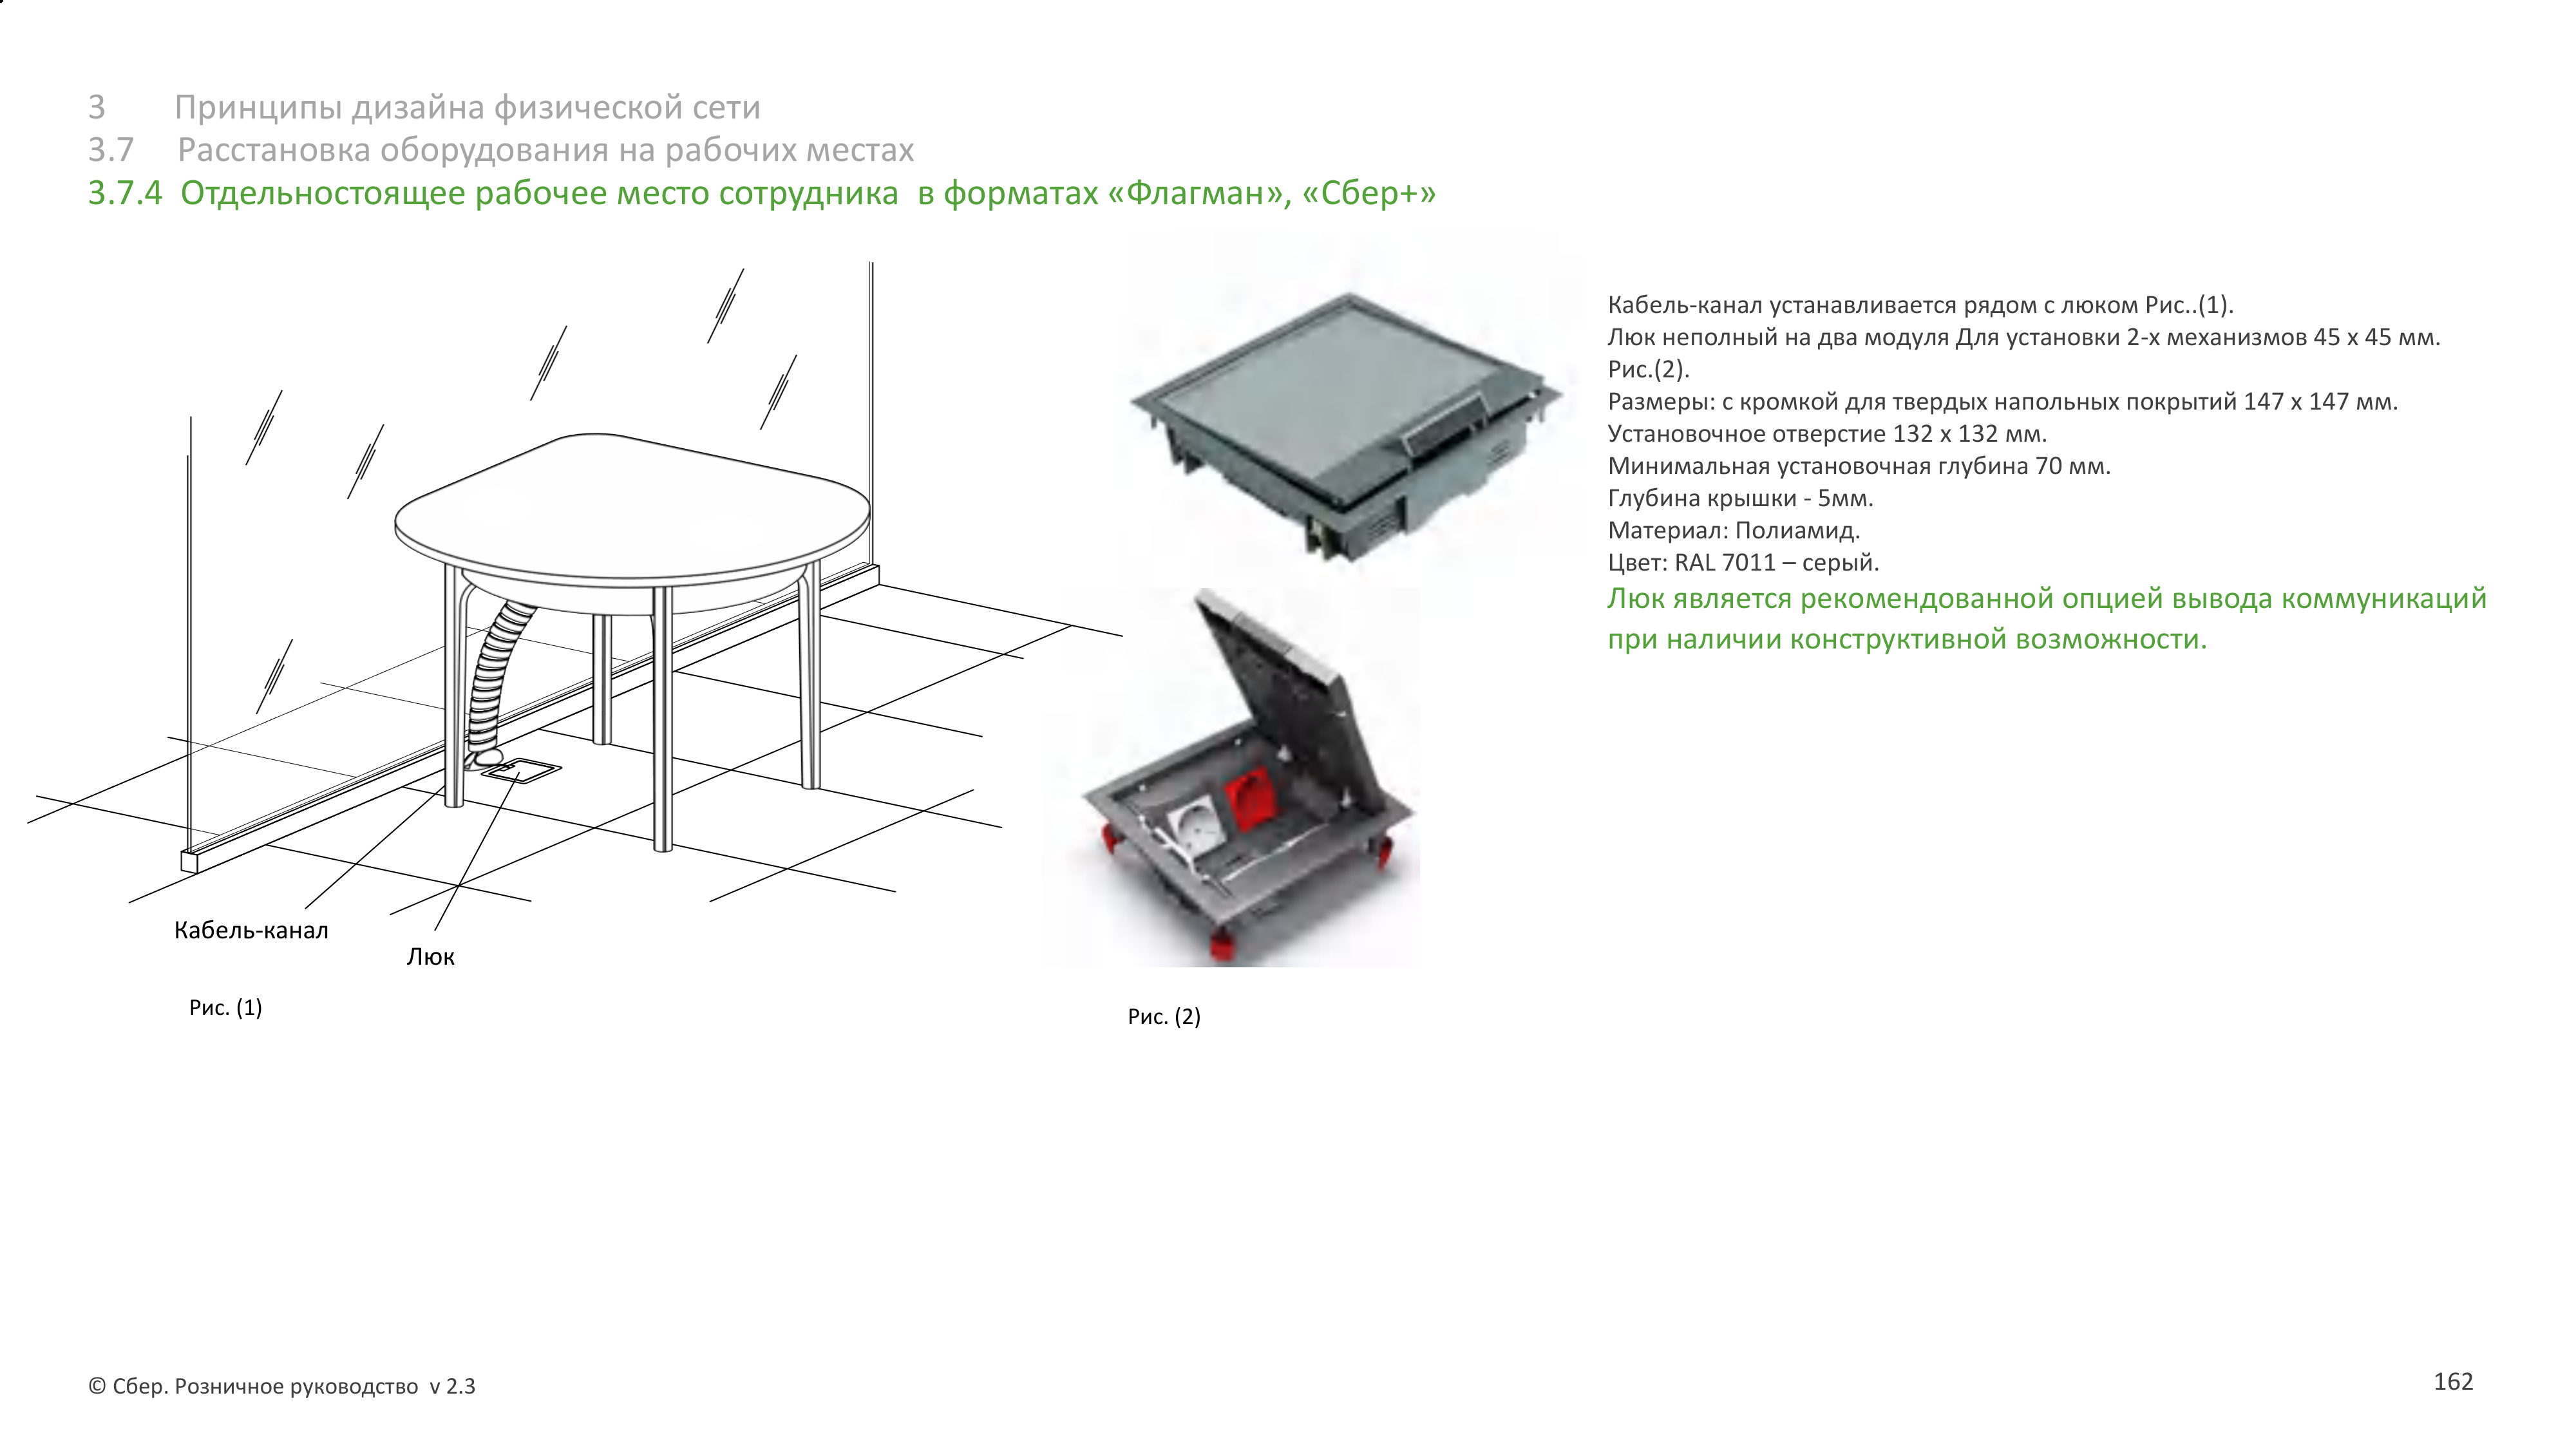 3 Принципы дизайна физической сети
3.7 Расстановка оборудования на рабочих местах
3.7.4 Отдельностоящее рабочее место сотрудника в форматах «Флагман», «Сбер+»
Кабель-канал устанавливается рядом с люком Рис..(1).
Люк неполный на два модуля Для установки 2-х механизмов 45 х 45 мм.
Рис.(2).
Размеры: с кромкой для твердых напольных покрытий 147 х 147 мм.
Установочное отверстие 132 х 132 мм.
Минимальная установочная глубина 70 мм.
Глубина крышки - 5мм.
Материал: Полиамид.
Цвет: RAL 7011 – серый.
Люк является рекомендованной опцией вывода коммуникаций
при наличии конструктивной возможности.
Кабель-канал
Люк
Рис. (1)
Рис. (2)
© Сбер. Розничное руководство v 2.3
162